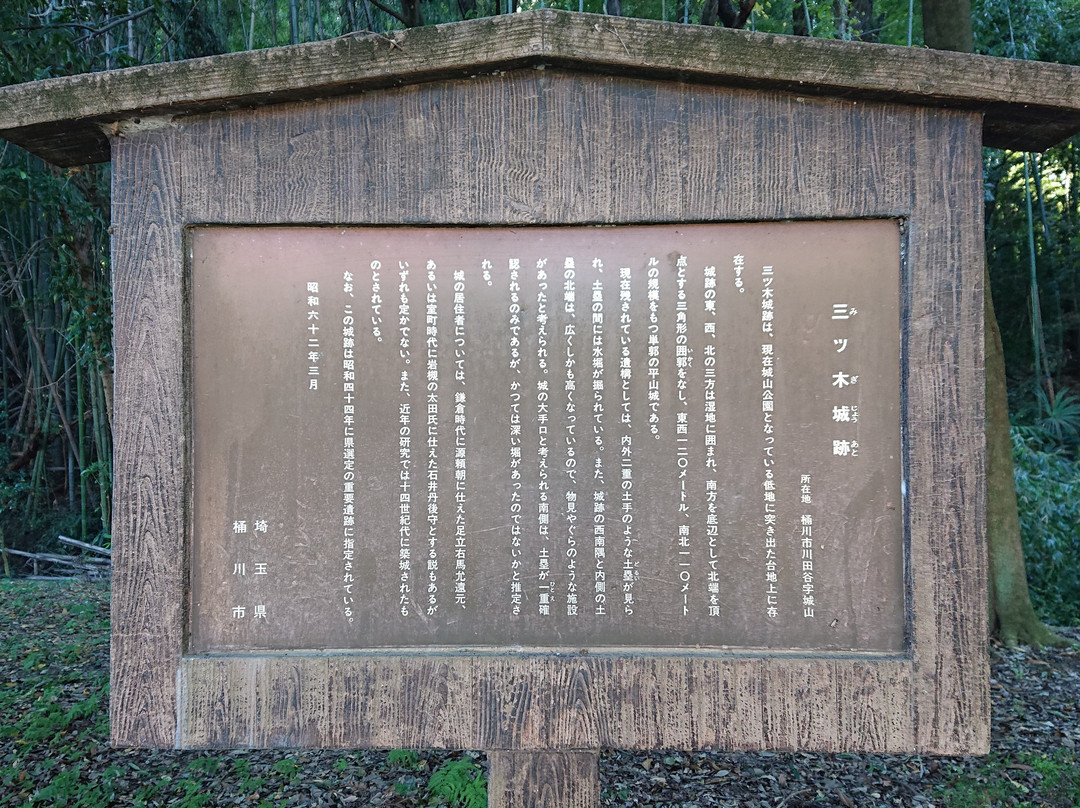 三ツ木城跡
所在地 桶川市川田谷字城山
三ツ木城跡は、現在城山公園となっている低地に突き出た台地上に存
在する。
城跡の東、西、北の三方は湿地に囲まれ、南方を底辺として北端を頂
点とする三角形の囲郭をなし、東西一二〇メートル、南北一一〇メート
ルの規模をもつ単郭の平山城である。
現在残されている遺構としては、内外二重の土手のような土塁が見ら
れ、土塁の間には水堀が掘られている。また、城跡の西南隅と内側の土
塁の北端は、広くしかも高くなっているので、物見やぐらのような施設
があったと考えられる。城の大手口と考えられる南側は、土塁が一重確
認されるのみであるが、かつては深い堀があったのではないかと推定さ
れる。
城の居住者については、鎌倉時代に源頼朝に仕えた足立右馬允遠元、
あるいは室町時代に岩槻の太田氏に仕えた石井丹後守とする説もあるが
いずれも定かでない。また、近年の研究では十四世紀代に築城されたも
のとされている。
なお、この城跡は昭和四十四年に県選定の重要遺跡に指定されている。
昭和六十二年三月
埼玉県
桶川市